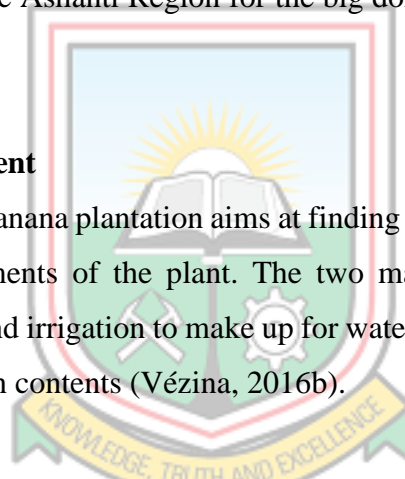 e Ashanti Region for the big do
ent
anana plantation aims at finding
ments of the plant. The two ma
nd irrigation to make up for wate
n contents (Vézina, 2016b).
KNOWLEDGE, TRUTH AND EXCELLENCE